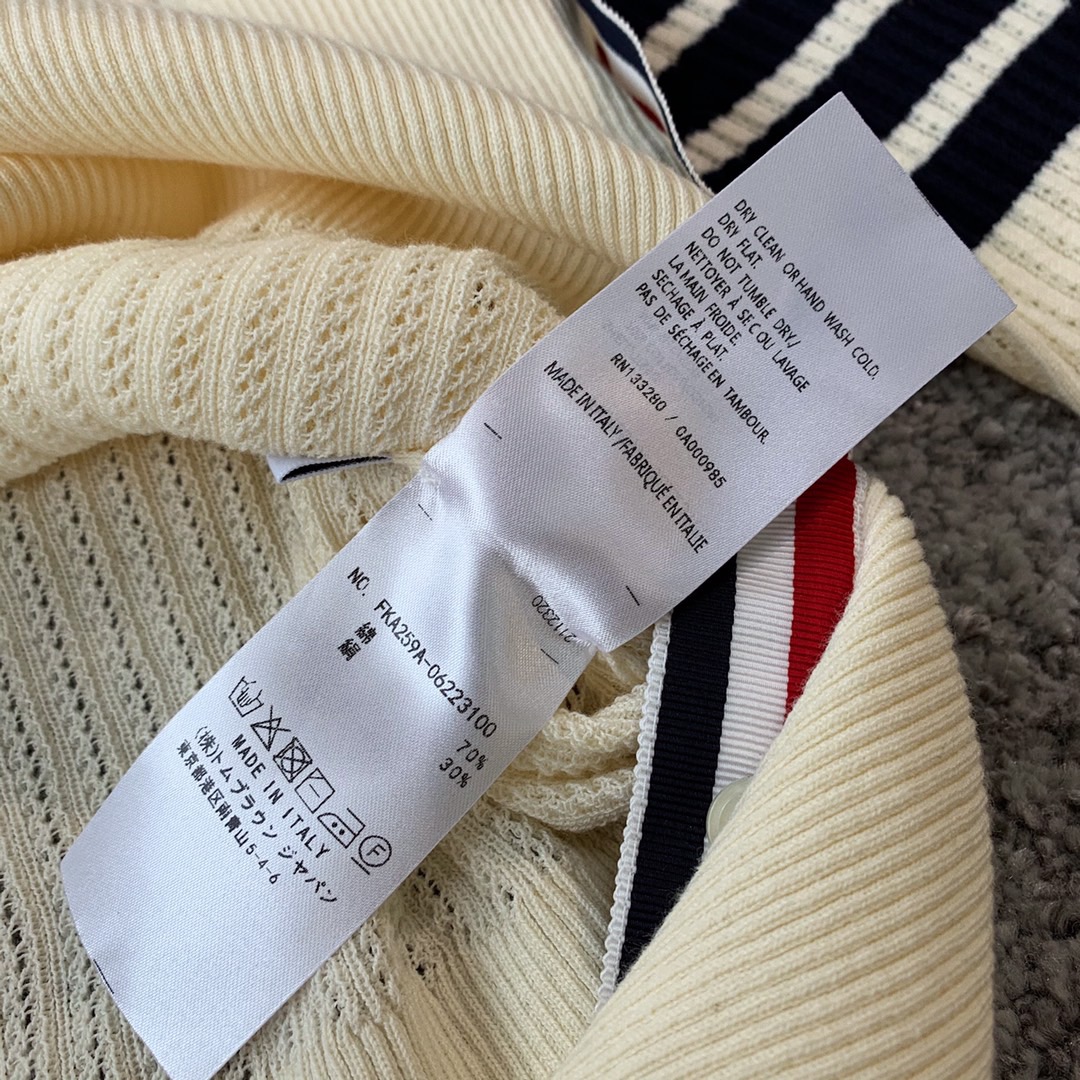 DRY CLEAN OR HAND WASH COLD.
DRY FLAT.
DO NOT TUMBLE DRY/
NETTOYER À SEC OU LAVAGE
LA MAIN FROIDE.
SECHAGE À PLAT.
PAS DE SÉCHAGE EN TAMBOUR.
RN133280 / CA000985
MADE IN ITALY/FABRIQUÉ EN ITALIE
2112320
NO. FKA259A-06223100
綿 70%
絹 30%
F
MADE IN ITALY
(株)トムブラウン ジャパン
東京都港区南青山5-4-6